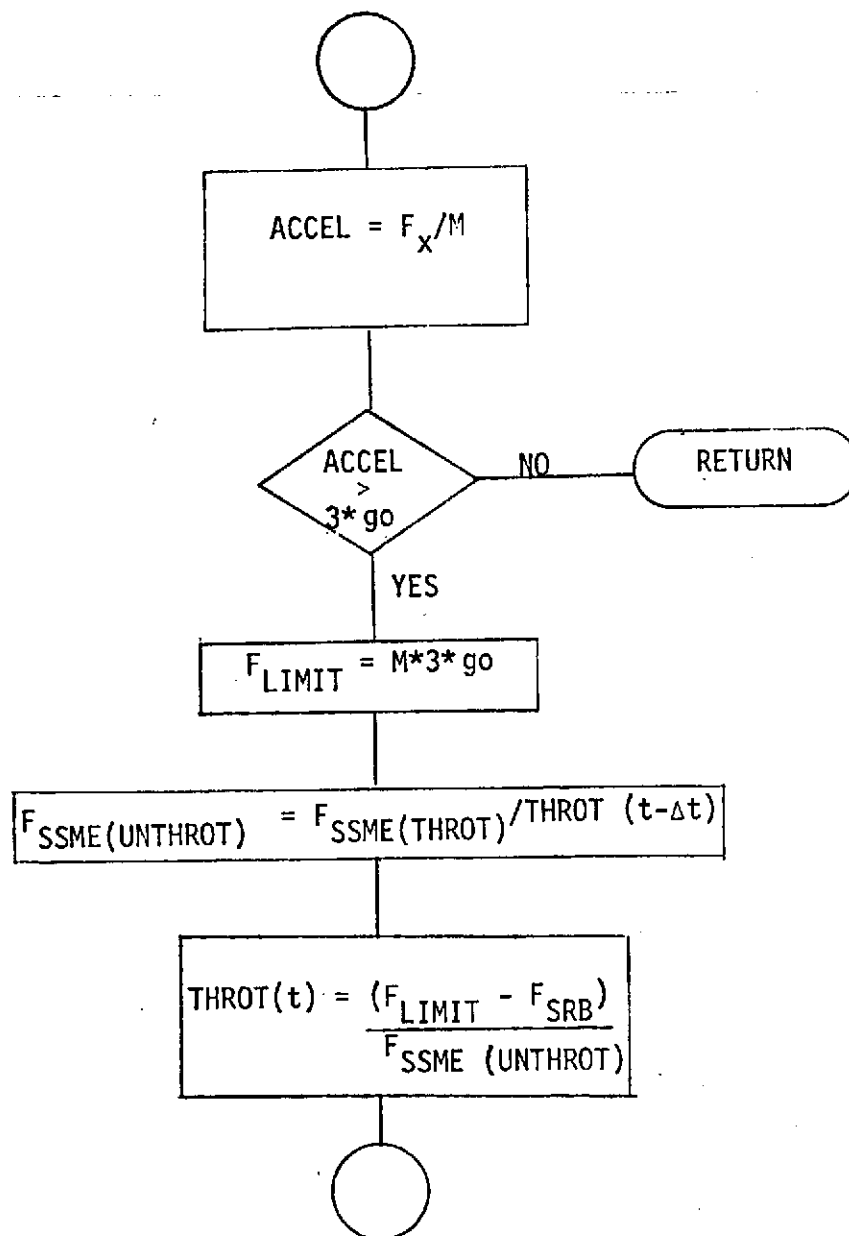 ACCEL = F_x/M
ACCEL
>
3* go
NO
RETURN
YES
F_LIMIT = M*3* go
F_SSME(UNTHROT) = F_SSME(THROT)/THROT (t-Δt)
THROT(t) = (F_LIMIT - F_SRB)
F_SSME (UNTHROT)